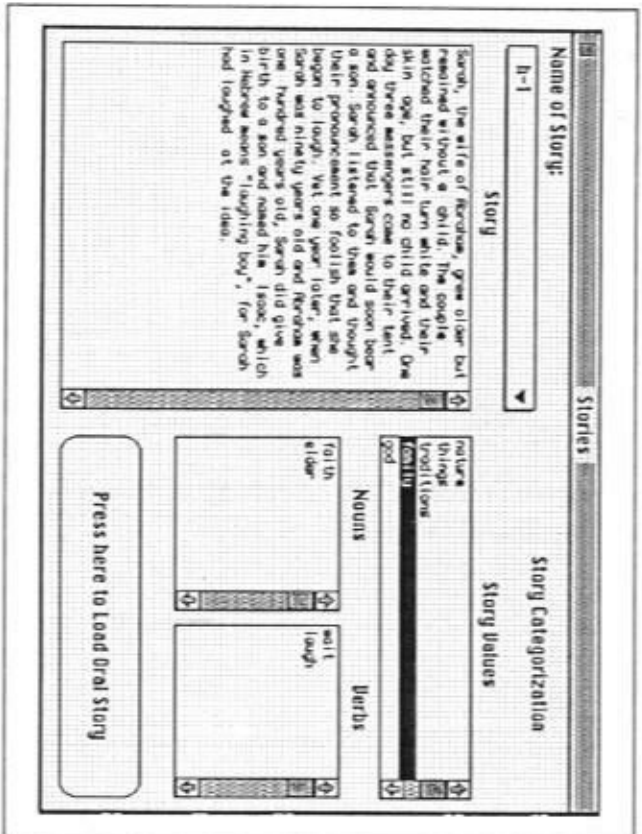 Stories
Name of Story:
h-1
Story
Sarah, the wife of Abraham, grew older but
remained without a child. The couple
watched their hair turn white and their
skin age, but still no child arrived. One
day three messengers came to their tent
and announced that Sarah would soon bear
a son. Sarah listened to them and thought
their pronouncement so foolish that she
began to laugh. Yet one year later, when
Sarah was ninety years old and Abraham was
one hundred years old, Sarah did give
birth to a son and named him Isaac, which
in Hebrew means "laughing boy", for Sarah
had laughed at the idea.
Story Categorization
Story Values
nature
things
traditions
family
god
Nouns
faith
elder
Verbs
wait
laugh
Press here to Load Oral Story